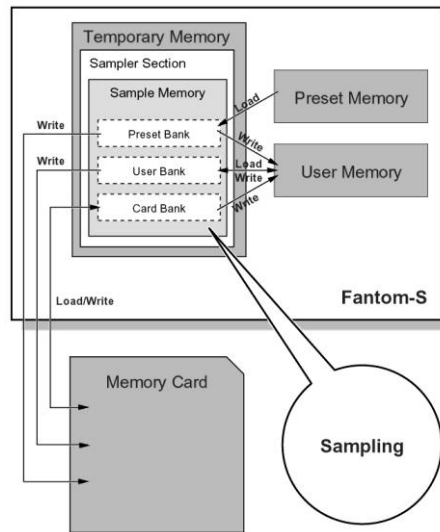 Temporary Memory
Sampler Section
Sample Memory
Load
Preset Memory
Write
Preset Bank
Write
Write
User Bank
Load
Write
User Memory
Card Bank
Write
Load/Write
Fantom-S
Memory Card
Sampling